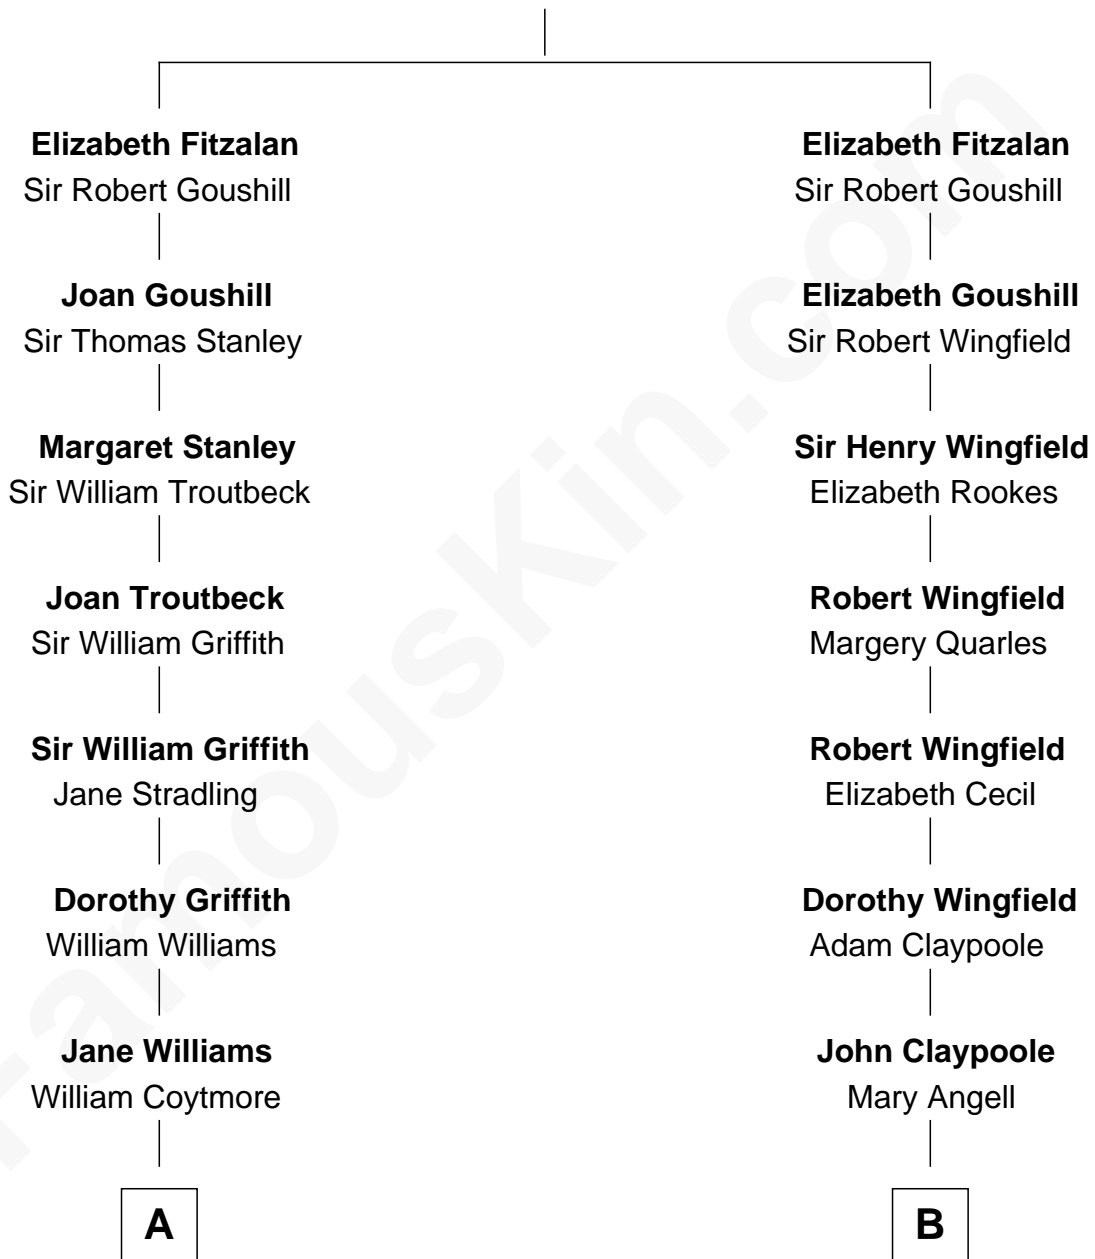 Elizabeth Fitzalan
Sir Robert Goushill
Joan Goushill
Sir Thomas Stanley
Margaret Stanley
Sir William Troutbeck
Joan Troutbeck
Sir William Griffith
Sir William Griffith
Jane Stradling
Dorothy Griffith
William Williams
Jane Williams
William Coytmore
A
Elizabeth Fitzalan
Sir Robert Goushill
Elizabeth Goushill
Sir Robert Wingfield
Sir Henry Wingfield
Elizabeth Rookes
Robert Wingfield
Margery Quarles
Robert Wingfield
Elizabeth Cecil
Dorothy Wingfield
Adam Claypoole
John Claypoole
Mary Angell
B
FamousKin.com